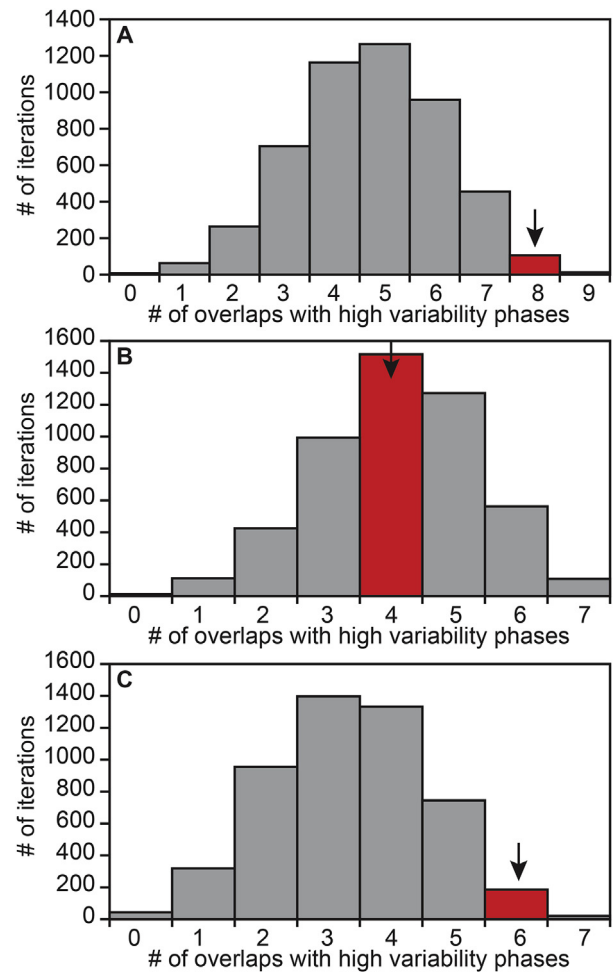 A
1400
1200
1000
800
600
400
200
0
# of iterations
0 1 2 3 4 5 6 7 8 9
# of overlaps with high variability phases
B
1600
1400
1200
1000
800
600
400
200
0
# of iterations
0 1 2 3 4 5 6 7
# of overlaps with high variability phases
C
1600
1400
1200
1000
800
600
400
200
0
# of iterations
0 1 2 3 4 5 6 7
# of overlaps with high variability phases